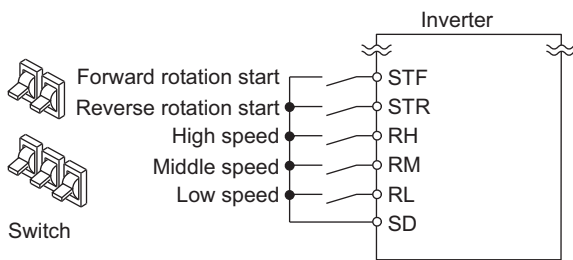 Inverter
Forward rotation start STF
Reverse rotation start STR
High speed RH
Middle speed RM
Low speed RL
SD
Switch